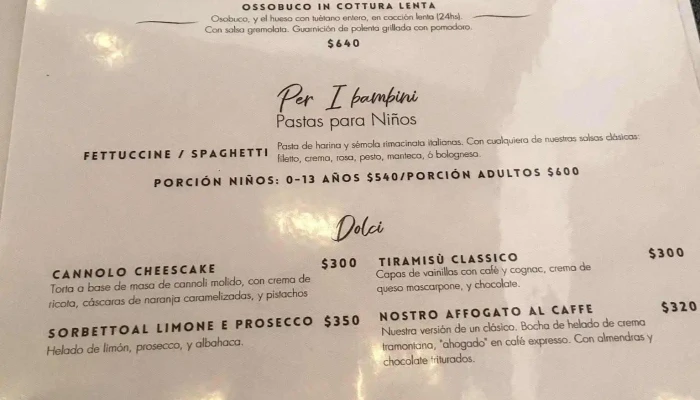 OSSOBUCO IN COTTURA LENTA
Osobuco, y el hueso con tuétano entero, en cocción lenta (24hs).
Con salsa gremolata. Guarnición de polenta grillada con pomodoro.
$640
Per I bambini
Pastas para Niños
FETTUCCINE / SPAGHETTI
Pasta de harina y sémola rimacinata italianas. Con cualquiera de nuestras salsas clásicas:
filetto, crema, rosa, pesto, manteca, ó bolognesa.
PORCIÓN NIÑOS: 0-13 AÑOS $540/PORCIÓN ADULTOS $600
Dolci
CANNOLO CHEESCAKE $300
Torta a base de masa de cannoli molido, con crema de
ricota, cáscaras de naranja caramelizadas, y pistachos
SORBETTOAL LIMONE E PROSECCO $350
Helado de limón, prosecco, y albahaca.
TIRAMISÙ CLASSICO $300
Capas de vainillas con café y cognac, crema de
queso mascarpone, y chocolate.
NOSTRO AFFOGATO AL CAFFE $320
Nuestra versión de un clásico. Bocha de helado de crema
tramontana, "ahogado" en café expresso. Con almendras y
chocolate triturados.